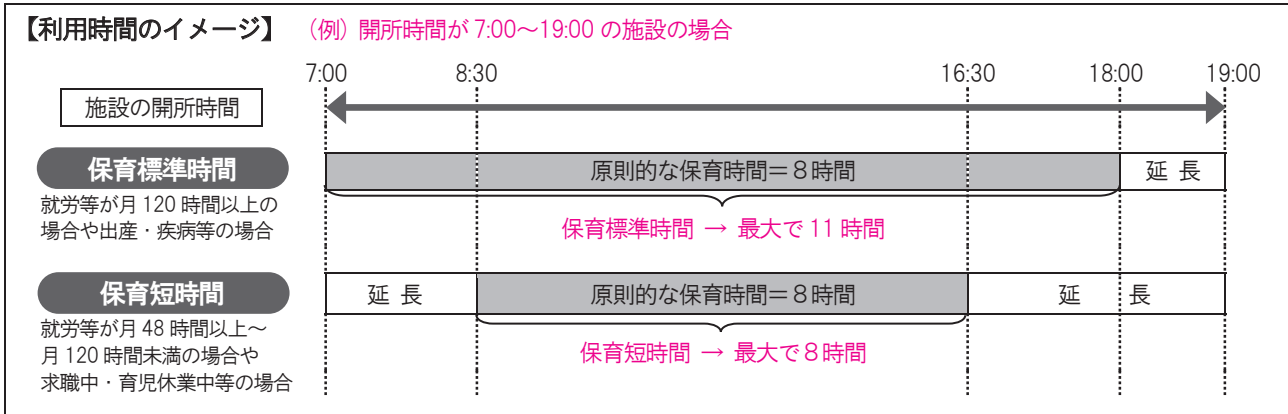 【利用時間のイメージ】 （例）開所時間が 7:00～19:00 の施設の場合
7:00 8:30 16:30 18:00 19:00
施設の開所時間
保育標準時間
就労等が月 120 時間以上の
場合や出産・疾病等の場合
原則的な保育時間＝８時間
延 長
保育標準時間 → 最大で 11 時間
保育短時間
就労等が月 48 時間以上～
月 120 時間未満の場合や
求職中・育児休業中等の場合
延 長
原則的な保育時間＝８時間
延 長
保育短時間 → 最大で８時間